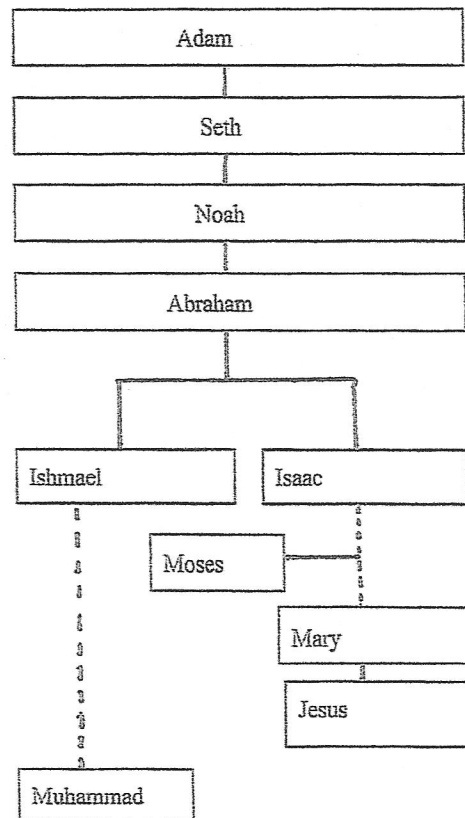 Adam
Seth
Noah
Abraham
Ishmael
Isaac
Moses
Mary
Jesus
Muhammad